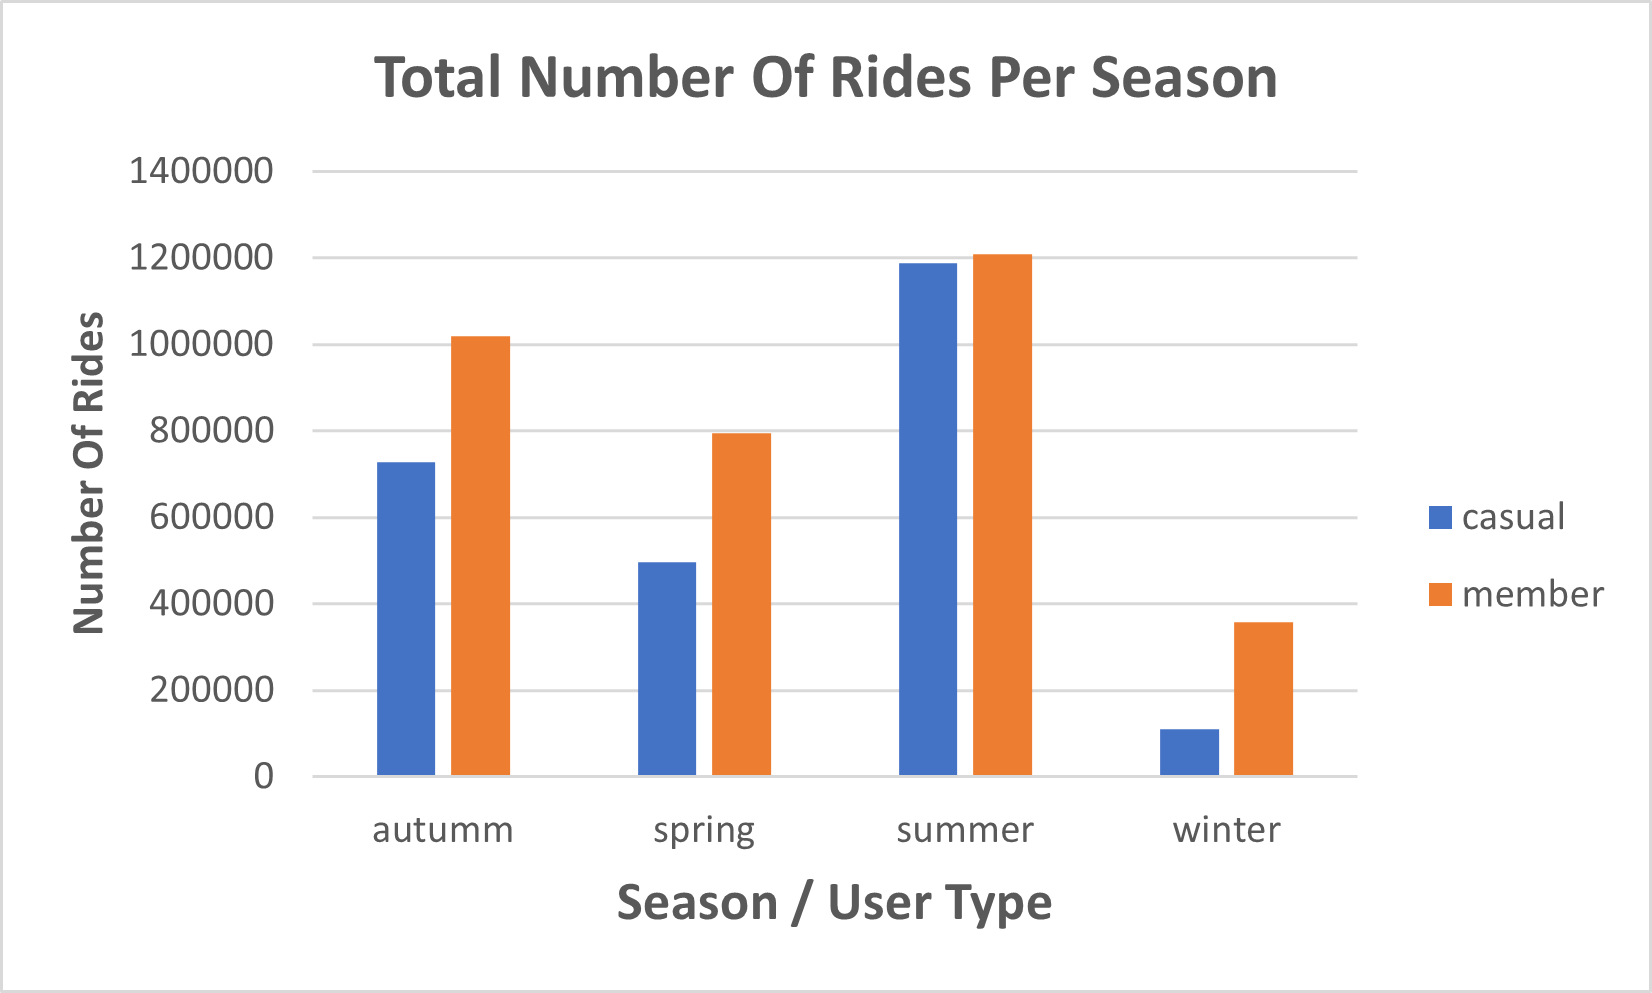 Total Number Of Rides Per Season
Number Of Rides
1400000
1200000
1000000
800000
600000
400000
200000
0
autumm
spring
summer
winter
Season / User Type
casual
member